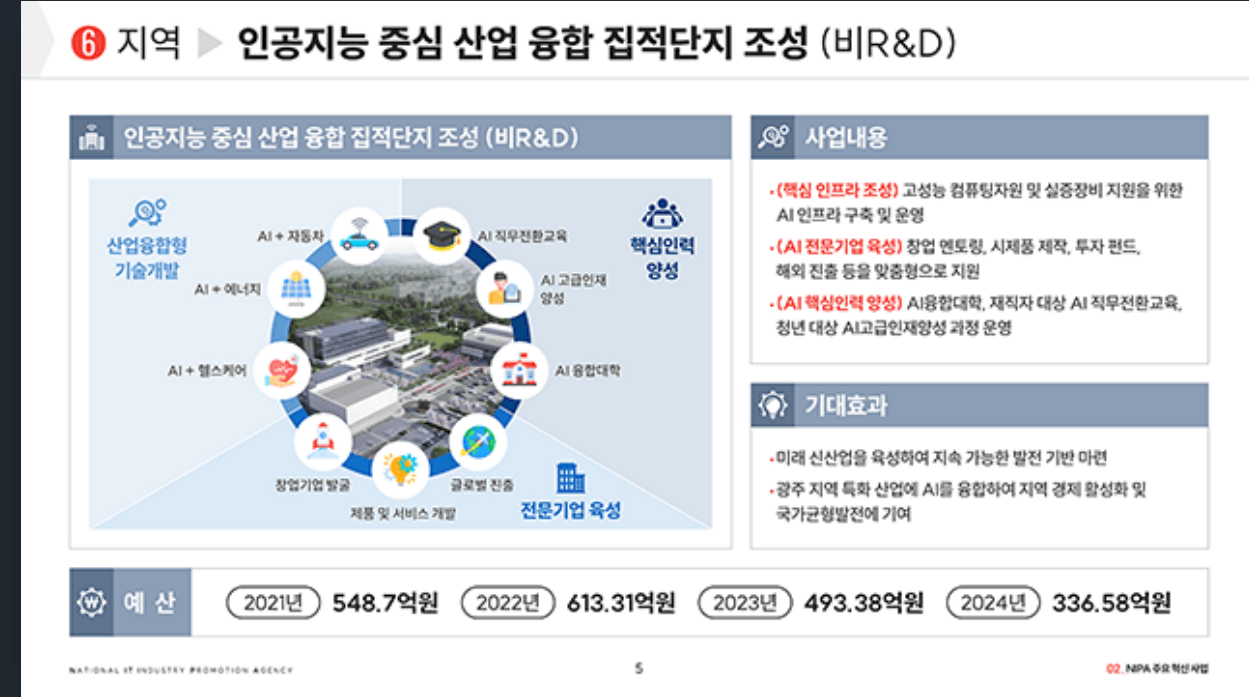 6 지역 ▶ 인공지능 중심 산업 융합 집적단지 조성 (비R&D)
인공지능 중심 산업 융합 집적단지 조성 (비R&D)
산업융합형
기술개발
AI + 자동차
AI + 에너지
AI + 헬스케어
핵심인력
양성
AI 직무전환교육
AI 고급인재
양성
AI 융합대학
창업기업 발굴
제품 및 서비스 개발
글로벌 진출
전문기업 육성
사업내용
·(핵심 인프라 조성) 고성능 컴퓨팅자원 및 실증장비 지원을 위한
AI 인프라 구축 및 운영
·(AI 전문기업 육성) 창업 멘토링, 시제품 제작, 투자 펀드,
해외 진출 등을 맞춤형으로 지원
·(AI 핵심인력 양성) AI융합대학, 재직자 대상 AI 직무전환교육,
청년 대상 AI고급인재양성 과정 운영
기대효과
·미래 신산업을 육성하여 지속 가능한 발전 기반 마련
·광주 지역 특화 산업에 AI를 융합하여 지역 경제 활성화 및
국가균형발전에 기여
₩ 예 산 2021년 548.7억원 2022년 613.31억원 2023년 493.38억원 2024년 336.58억원
NATIONAL IT INDUSTRY PROMOTION AGENCY
5
02. NIPA 주요 혁신 사업